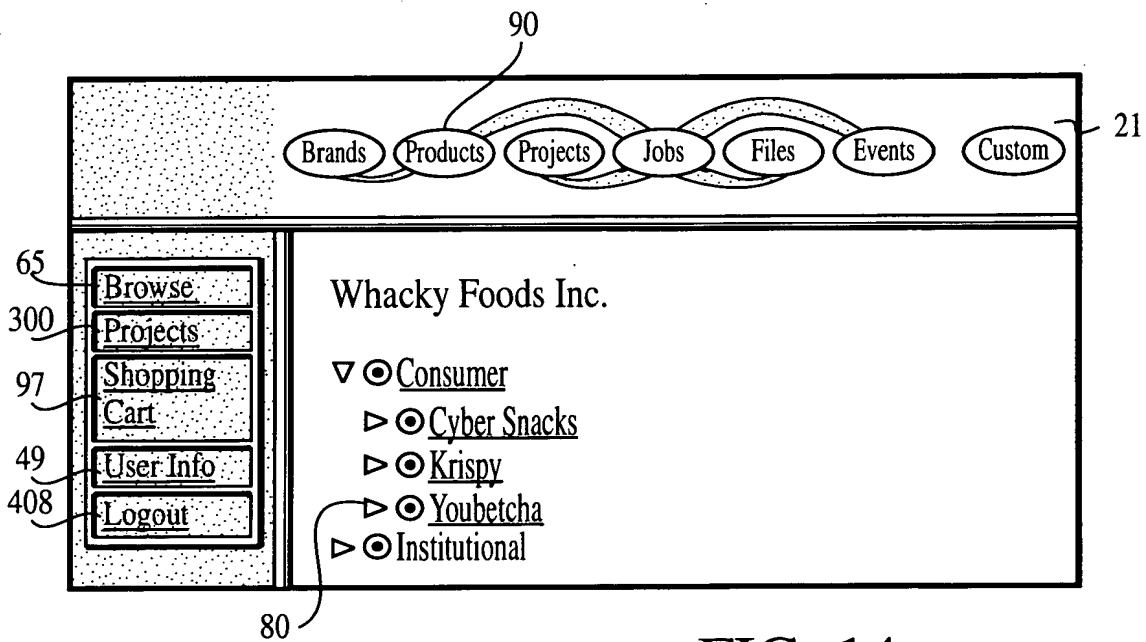 90
Brands Products Projects Jobs Files Events Custom
21
65
Browse
300
Projects
97
Shopping
Cart
49
User Info
408
Logout
Whacky Foods Inc.
Consumer
Cyber Snacks
Krispy
Youbetcha
Institutional
80